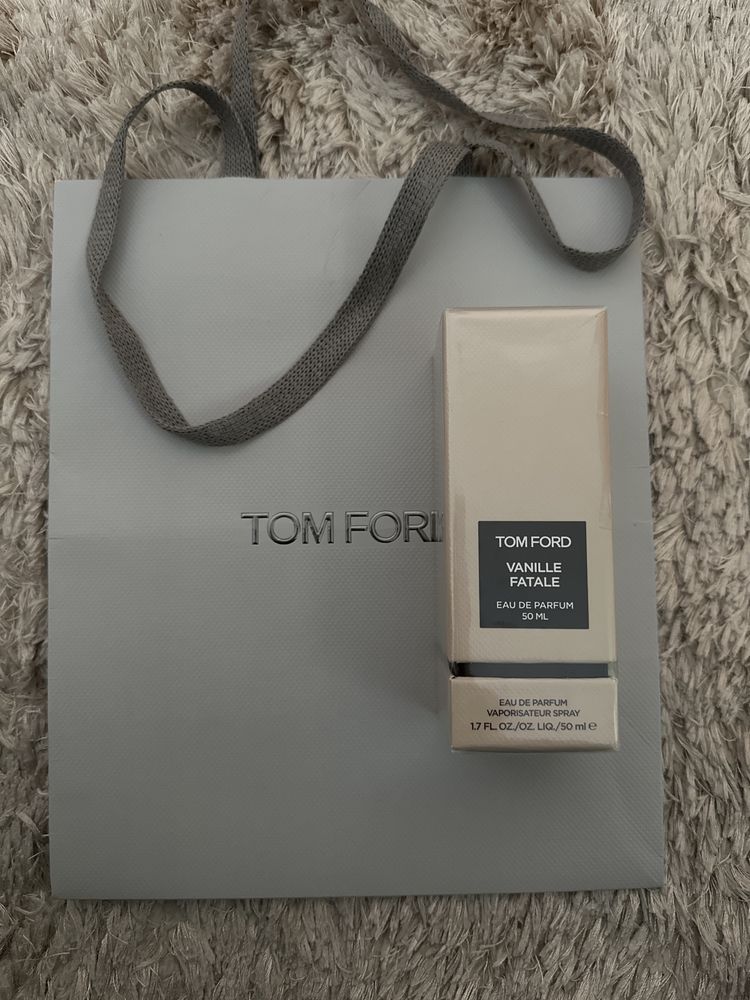 TOM FORD
TOM FORD
VANILLE
FATALE
EAU DE PARFUM
50 ML
EAU DE PARFUM
VAPORISATEUR SPRAY
1.7 FL. OZ./OZ. LIQ./50 ml ℮